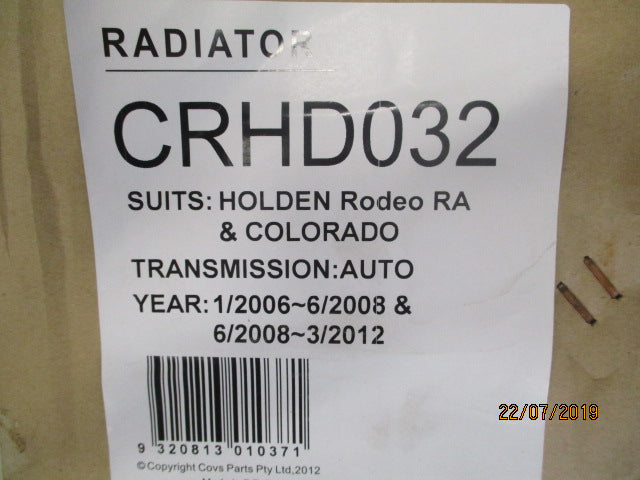 RADIATOR
CRHD032
SUITS: HOLDEN Rodeo RA
& COLORADO
TRANSMISSION:AUTO
YEAR: 1/2006~6/2008 &
6/2008~3/2012
9 320813 010371
©Copyright Covs Parts Pty Ltd,2012
22/07/2019